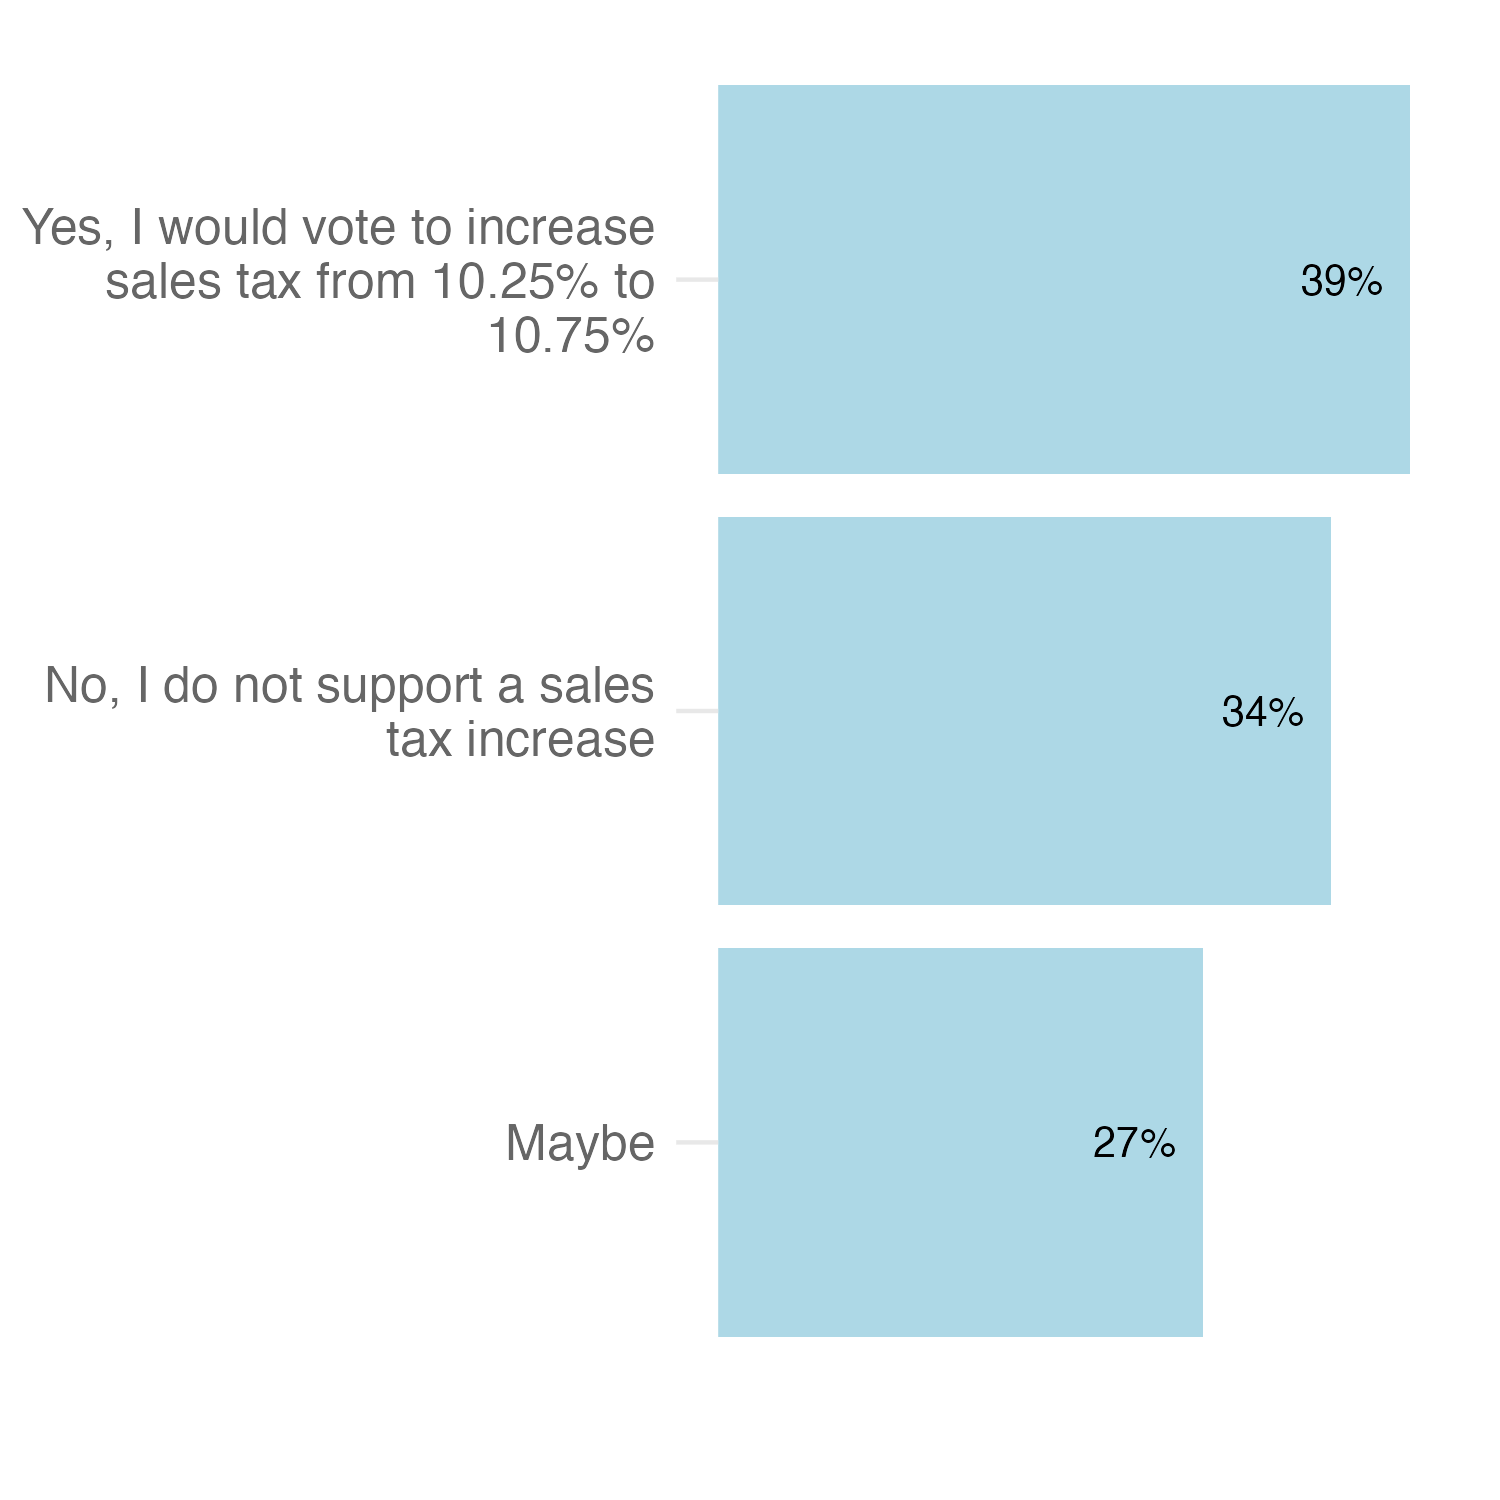 Yes, I would vote to increase
sales tax from 10.25% to
10.75%
39%
No, I do not support a sales
tax increase
34%
Maybe
27%